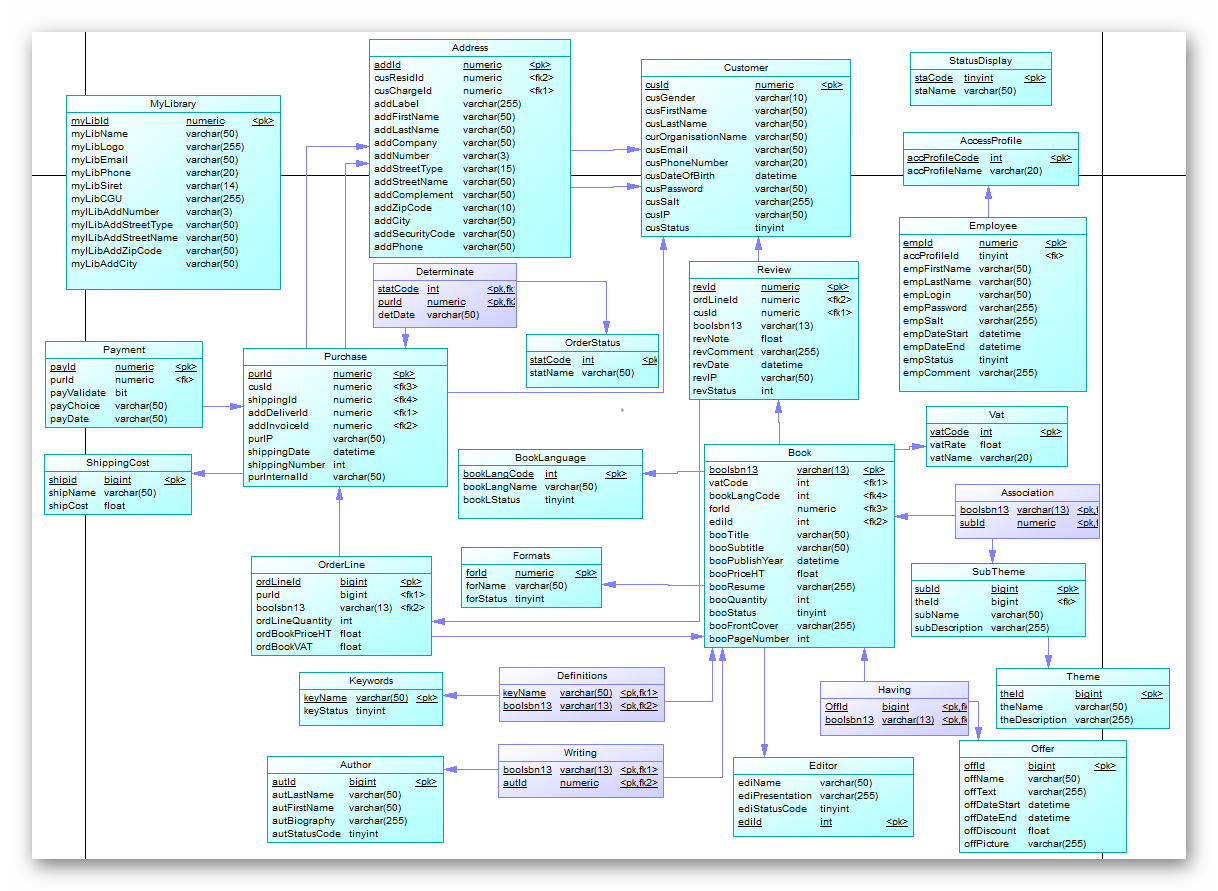 Address
addId numeric <pk>
cusResidId numeric <fk2>
cusChargeId numeric <fk1>
addLabel varchar(255)
addFirstName varchar(50)
addLastName varchar(50)
addCompany varchar(50)
addNumber varchar(3)
addStreetType varchar(15)
addStreetName varchar(50)
addComplement varchar(50)
addZipCode varchar(10)
addCity varchar(50)
addSecurityCode varchar(50)
addPhone varchar(50)
Customer
cusId numeric <pk>
cusGender varchar(10)
cusFirstName varchar(50)
cusLastName varchar(50)
curOrganisationName varchar(50)
cusEmail varchar(50)
cusPhoneNumber varchar(20)
cusDateOfBirth datetime
cusPassword varchar(50)
cusSalt varchar(255)
cusIP varchar(50)
cusStatus tinyint
StatusDisplay
staCode tinyint <pk>
staName varchar(50)
MyLibrary
myLibId numeric <pk>
myLibName varchar(50)
myLibLogo varchar(255)
myLibEmail varchar(50)
myLibPhone varchar(20)
myLibSiret varchar(14)
myLibCGU varchar(255)
mylLibAddNumber varchar(3)
mylLibAddStreetType varchar(50)
mylLibAddStreetName varchar(50)
mylLibAddZipCode varchar(50)
myLibAddCity varchar(50)
AccessProfile
accProfileCode int <pk>
accProfileName varchar(20)
Employee
empId numeric <pk>
accProfileId tinyint <fk>
empFirstName varchar(50)
empLastName varchar(50)
empLogin varchar(50)
empPassword varchar(255)
empSalt varchar(255)
empDateStart datetime
empDateEnd datetime
empStatus tinyint
empComment varchar(255)
Determinate
statCode int <pk,fk
purId numeric <pk,fk
detDate varchar(50)
Review
revId numeric <pk>
ordLineId numeric <fk2>
cusId numeric <fk1>
booIsbn13 varchar(13)
revNote float
revComment varchar(255)
revDate datetime
revIP varchar(50)
revStatus int
OrderStatus
statCode int <pk
statName varchar(50)
Payment
payId numeric <pk>
purId numeric <fk>
payValidate bit
payChoice varchar(50)
payDate varchar(50)
Purchase
purId numeric <pk>
cusId numeric <fk3>
shippingId numeric <fk4>
addDeliverId numeric <fk1>
addInvoiceId numeric <fk2>
purIP varchar(50)
shippingDate datetime
shippingNumber int
purInternalId varchar(50)
Vat
vatCode int <pk>
vatRate float
vatName varchar(20)
ShippingCost
shipid bigint <pk>
shipName varchar(50)
shipCost float
BookLanguage
bookLangCode int <pk>
bookLangName varchar(50)
bookLStatus tinyint
Book
booIsbn13 varchar(13) <pk>
vatCode int <fk1>
bookLangCode int <fk4>
forId numeric <fk3>
ediId int <fk2>
booTitle varchar(50)
booSubtitle varchar(50)
booPublishYear datetime
booPriceHT float
booResume varchar(255)
booQuantity int
booStatus tinyint
booFrontCover varchar(255)
booPageNumber int
Association
booIsbn13 varchar(13) <pk,f
subId numeric <pk,f
Formats
forId numeric <pk>
forName varchar(50)
forStatus tinyint
OrderLine
ordLineId bigint <pk>
purId bigint <fk1>
booIsbn13 varchar(13) <fk2>
ordLineQuantity int
ordBookPriceHT float
ordBookVAT float
SubTheme
subId bigint <pk>
theId bigint <fk>
subName varchar(50)
subDescription varchar(255)
Keywords
keyName varchar(50) <pk>
keyStatus tinyint
Definitions
keyName varchar(50) <pk,fk1>
booIsbn13 varchar(13) <pk,fk2>
Having
OffId bigint <pk,fk
booIsbn13 varchar(13) <pk,fk
Theme
theId bigint <pk>
theName varchar(50)
theDescription varchar(255)
Author
autId bigint <pk>
autLastName varchar(50)
autFirstName varchar(50)
autBiography varchar(255)
autStatusCode tinyint
Writing
booIsbn13 varchar(13) <pk,fk1>
autId numeric <pk,fk2>
Editor
ediName varchar(50)
ediPresentation varchar(255)
ediStatusCode tinyint
ediId int <pk>
Offer
offId bigint <pk>
offName varchar(50)
offText varchar(255)
offDateStart datetime
offDateEnd datetime
offDiscount float
offPicture varchar(255)